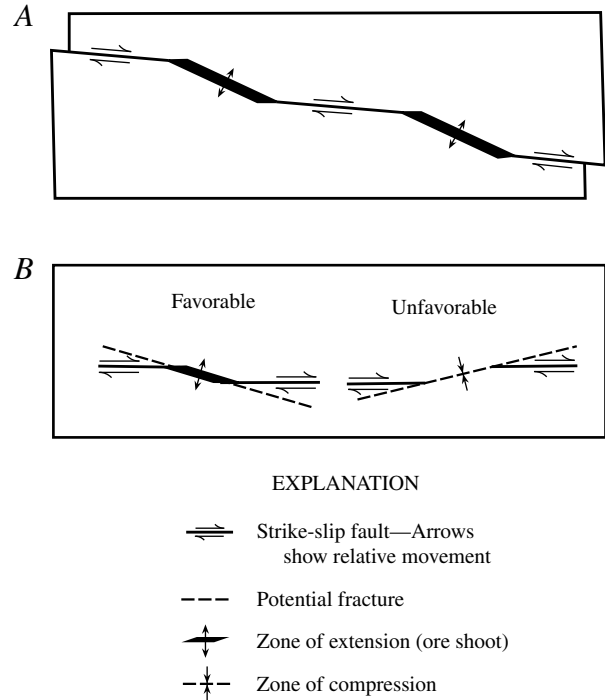 A
B
Favorable
Unfavorable
EXPLANATION
Strike-slip fault—Arrows
show relative movement
Potential fracture
Zone of extension (ore shoot)
Zone of compression